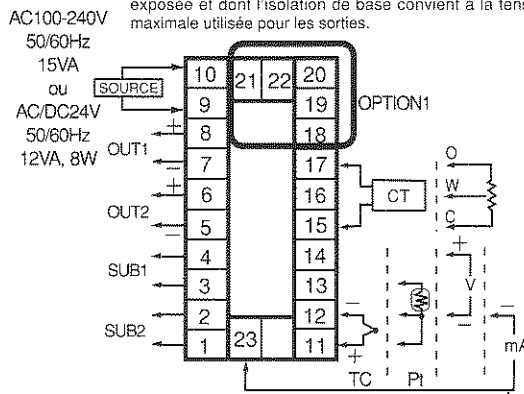 exposée et dont l'isolation de base convient à la tens
maximale utilisée pour les sorties.
AC100-240V
50/60Hz
15VA
ou
AC/DC24V
50/60Hz
12VA, 8W
SOURCE
+
OUT1
−
+
OUT2
−
SUB1
SUB2
10
9
8
7
6
5
4
3
2
1
21 22
23
20
19
18
17
16
15
14
13
12
11
OPTION1
CT
O
W
C
+
V
−
−
mA
−
+
TC
Pt